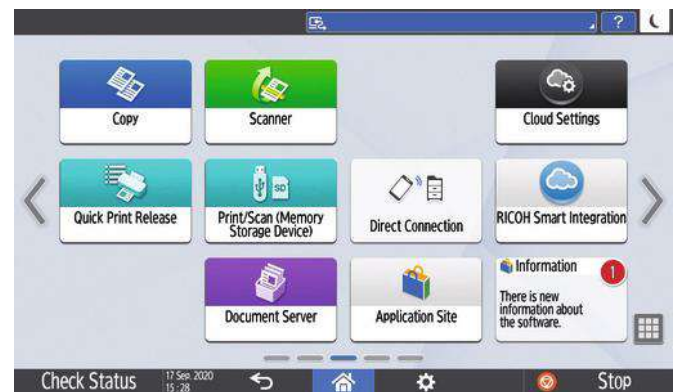 ?
Copy
Scanner
Cloud Settings
SD
Quick Print Release
Print/Scan (Memory
Storage Device)
Direct Connection
RICOH Smart Integration
Document Server
Application Site
Information
1
There is new
information about
the software.
Check Status
17 Sep. 2020
15 : 28
Stop